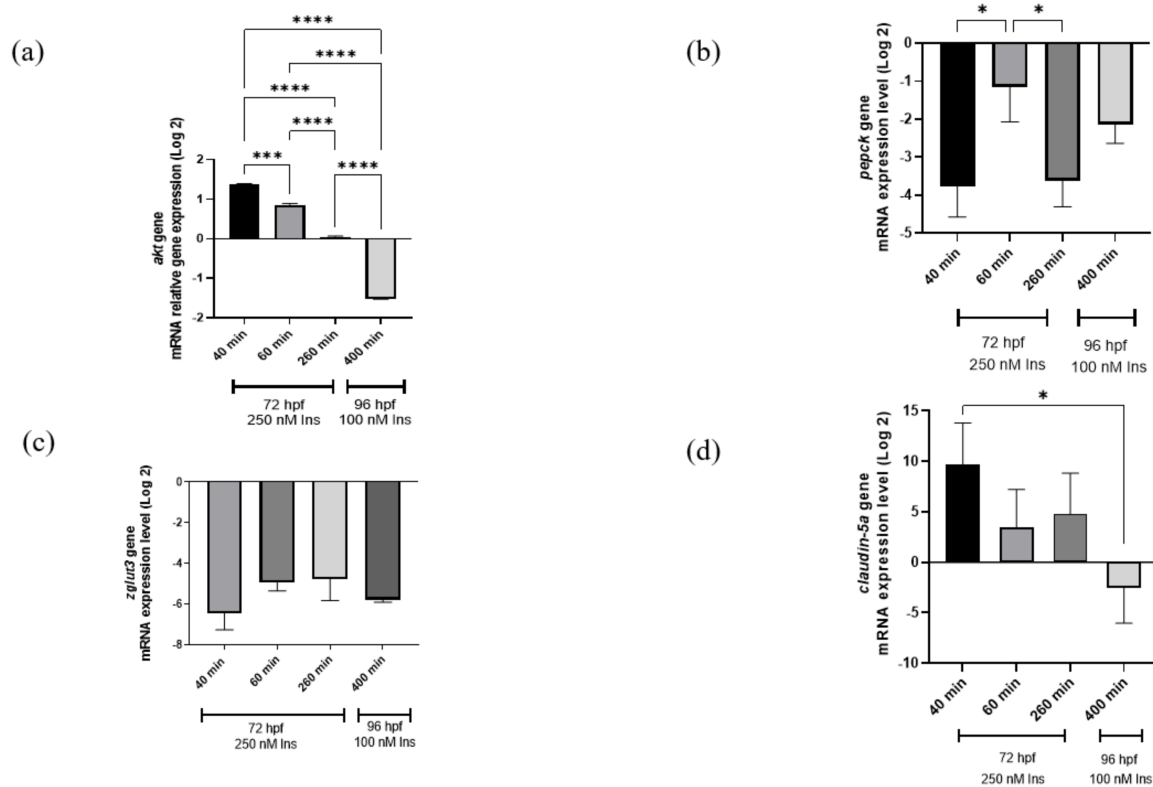 (a)
****
****
****
****
***
****
akt gene
mRNA relative gene expression (Log 2)
2
1
0
-1
-2
40 min
60 min
260 min
400 min
72 hpf
250 nM Ins
96 hpf
100 nM Ins
(b)
*
*
pepck gene
mRNA expression level (Log 2)
0
-1
-2
-3
-4
-5
40 min
60 min
260 min
400 min
72 hpf
250 nM Ins
96 hpf
100 nM Ins
(c)
zglut3 gene
mRNA expression level (Log 2)
0
-2
-4
-6
-8
40 min
60 min
260 min
400 min
72 hpf
250 nM Ins
96 hpf
100 nM Ins
(d)
*
claudin-5a gene
mRNA expression level (Log 2)
15
10
5
0
-5
-10
40 min
60 min
260 min
400 min
72 hpf
250 nM Ins
96 hpf
100 nM Ins